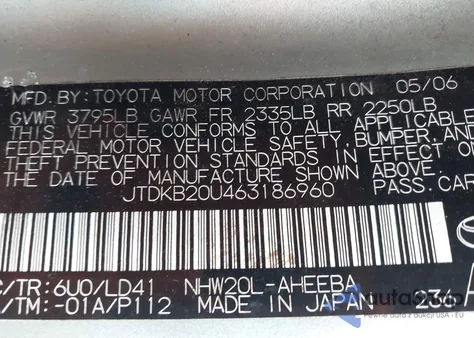 MFD.BY:TOYOTA MOTOR CORPORATION 05/06
GVWR 3795LB GAWR FR 2335LB RR 2250LB
THIS VEHICLE CONFORMS TO ALL APPLICABLE
FEDERAL MOTOR VEHICLE SAFETY, BUMPER, AND
THEFT PREVENTION STANDARDS IN EFFECT ON
THE DATE OF MANUFACTURE SHOWN ABOVE.
JTDKB20U463186960 PASS. CAR
C/TR:6U0/LD41 NHW20L-AHEEBA
/TM:-01A/P112 MADE IN JAPAN 236